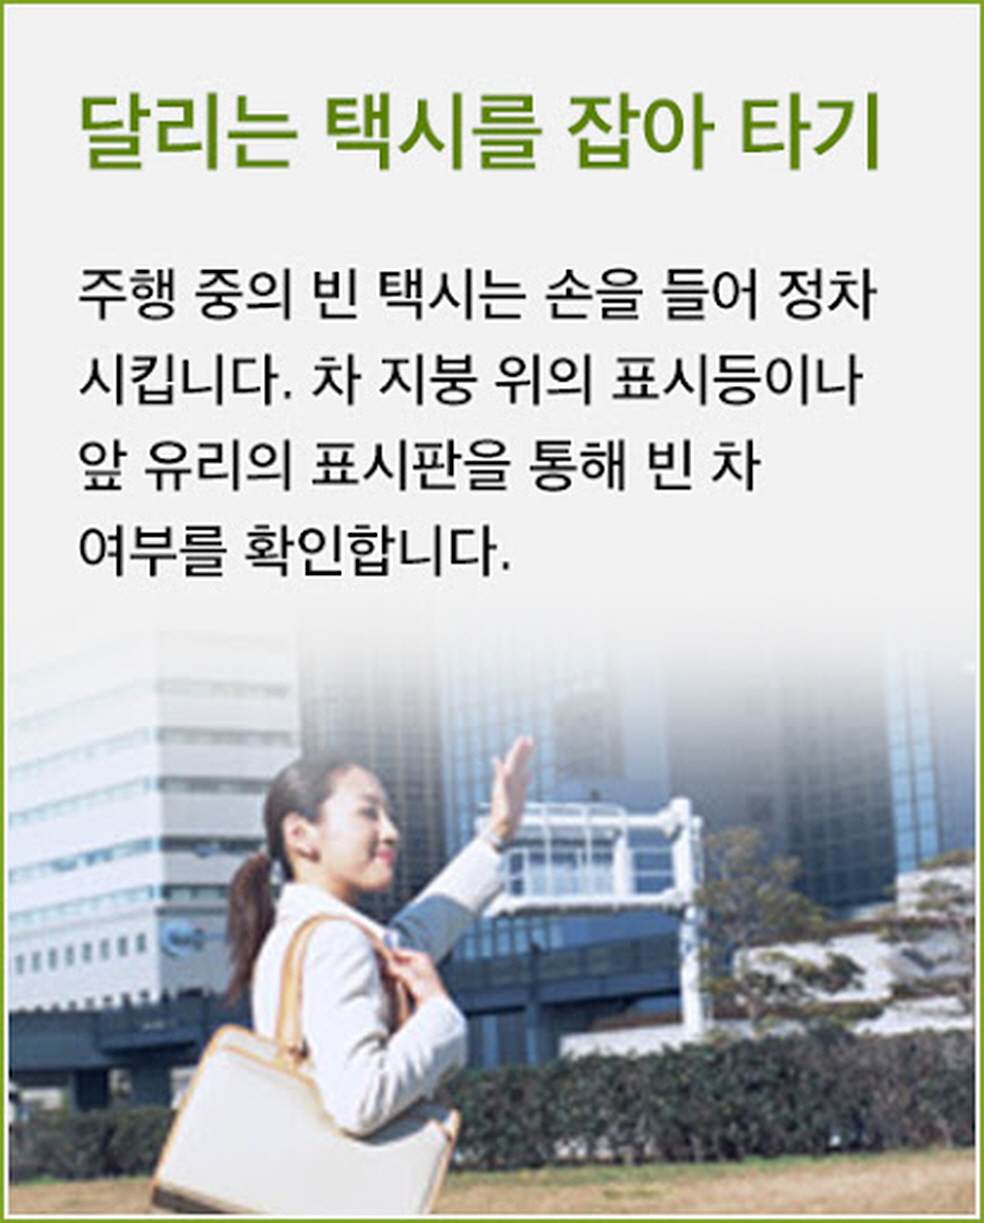 달리는 택시를 잡아 타기
주행 중의 빈 택시는 손을 들어 정차
시킵니다. 차 지붕 위의 표시등이나
앞 유리의 표시판을 통해 빈 차
여부를 확인합니다.